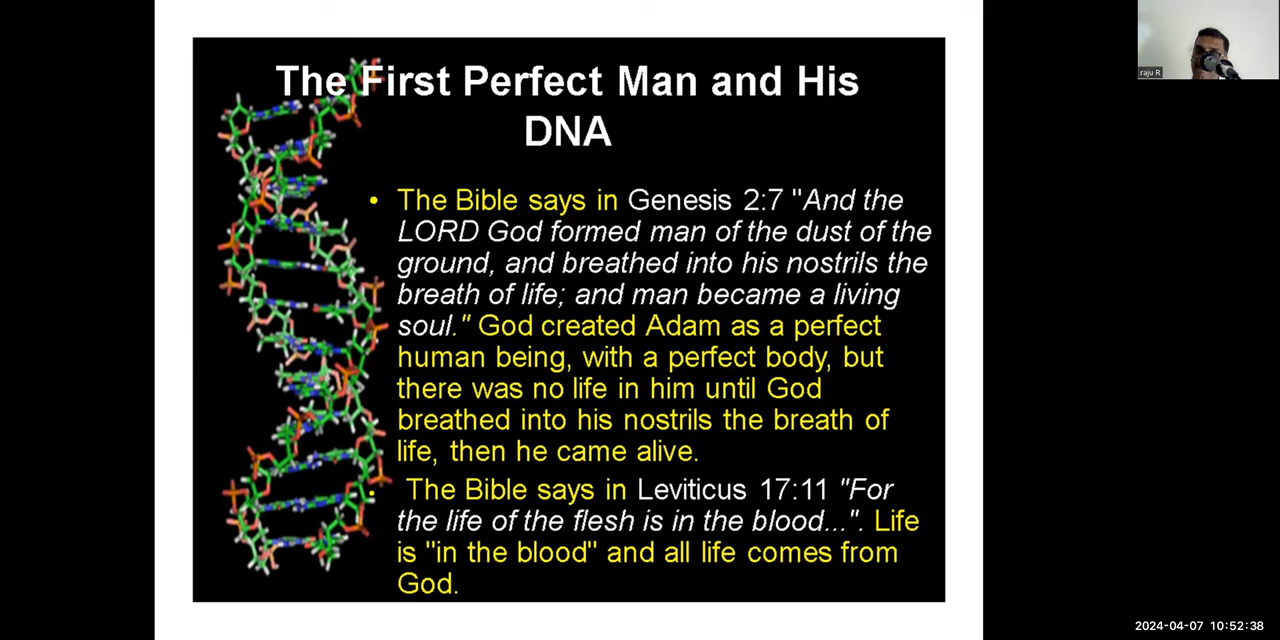 The First Perfect Man and His
DNA
raju R
• The Bible says in Genesis 2:7 "And the
LORD God formed man of the dust of the
ground, and breathed into his nostrils the
breath of life; and man became a living
soul." God created Adam as a perfect
human being, with a perfect body, but
there was no life in him until God
breathed into his nostrils the breath of
life, then he came alive.
• The Bible says in Leviticus 17:11 "For
the life of the flesh is in the blood...". Life
is "in the blood" and all life comes from
God.
2024-04-07 10:52:38